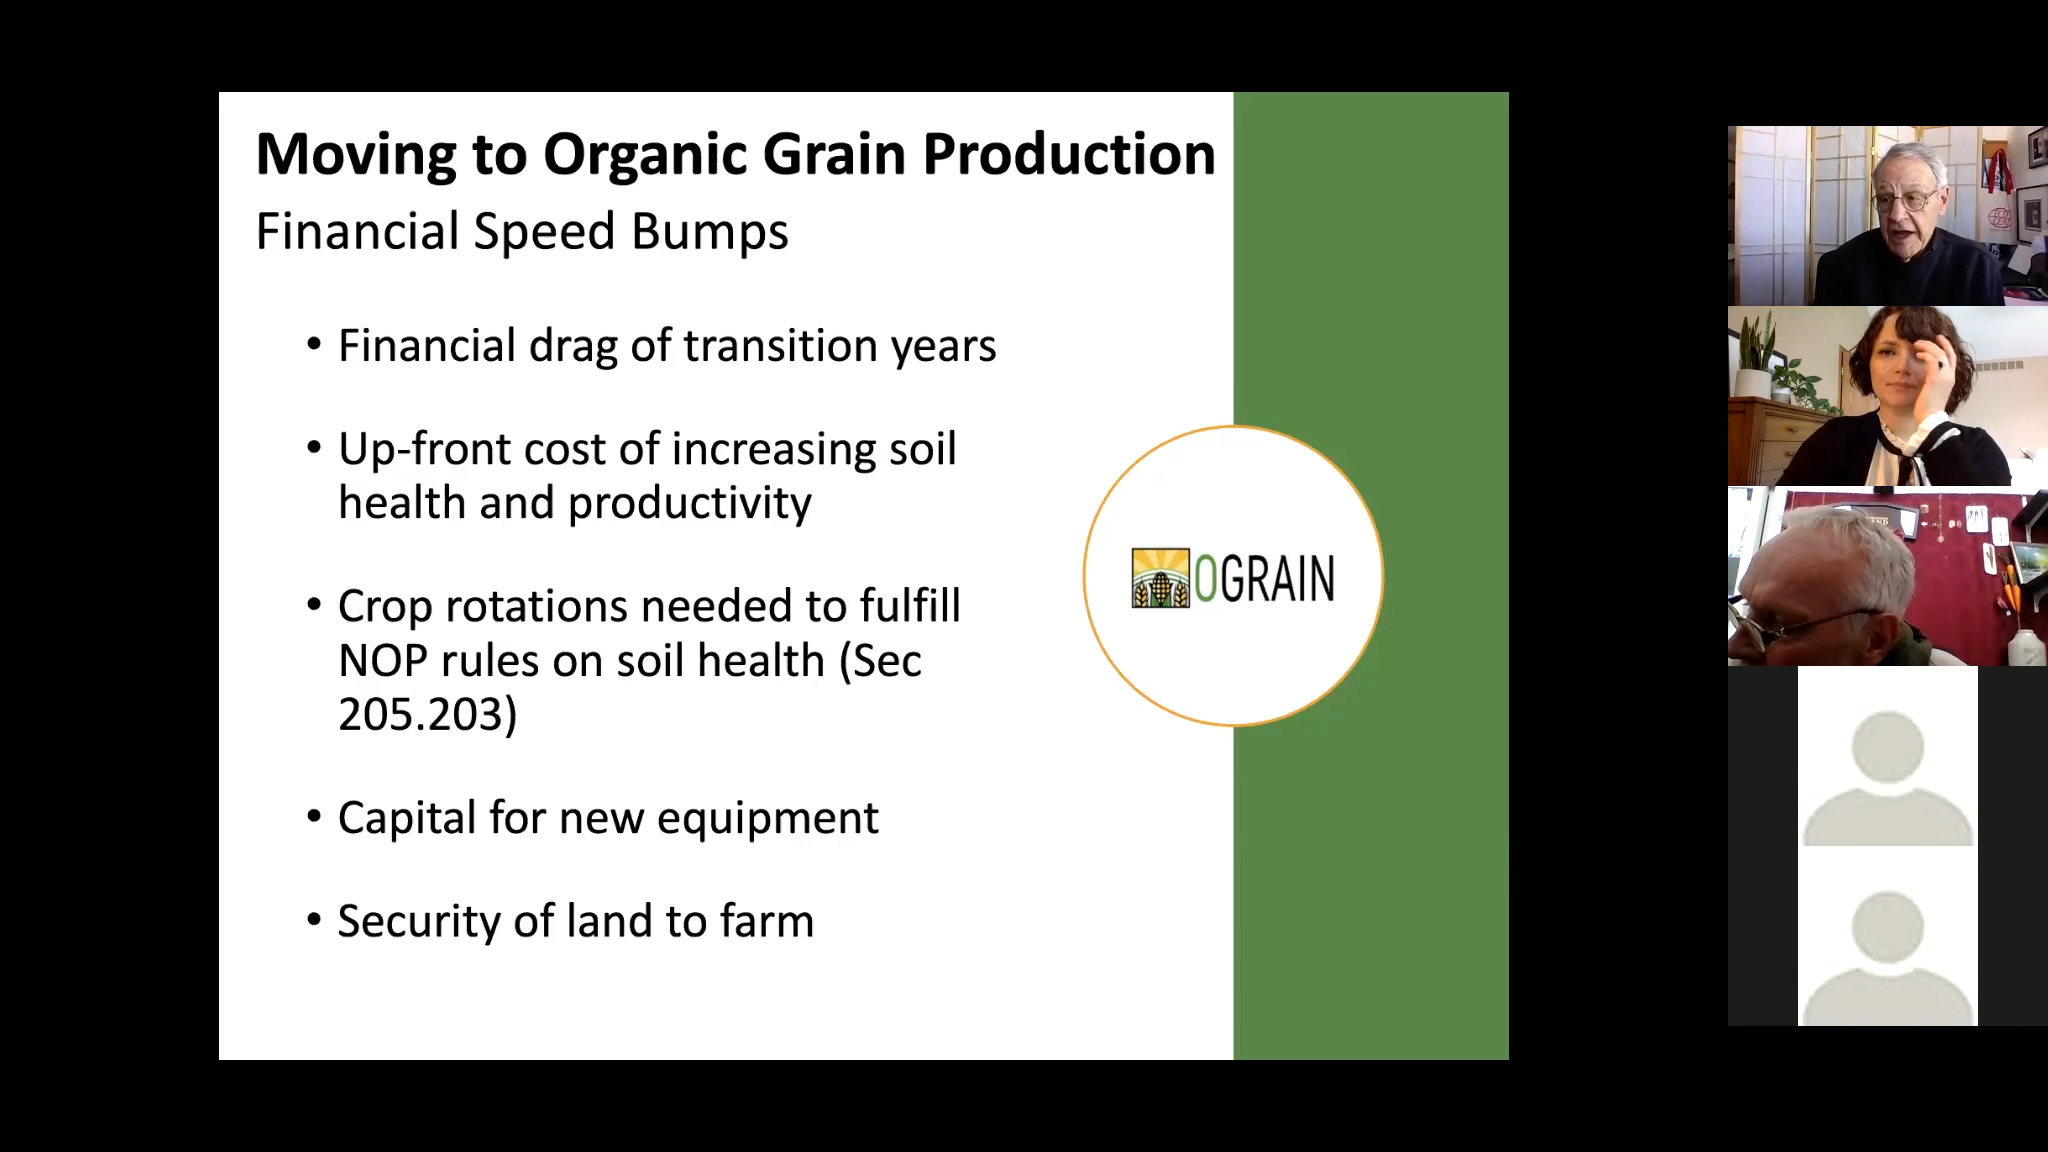 Moving to Organic Grain Production
Financial Speed Bumps
• Financial drag of transition years
• Up-front cost of increasing soil
health and productivity
• Crop rotations needed to fulfill
NOP rules on soil health (Sec
205.203)
• Capital for new equipment
• Security of land to farm
OGRAIN